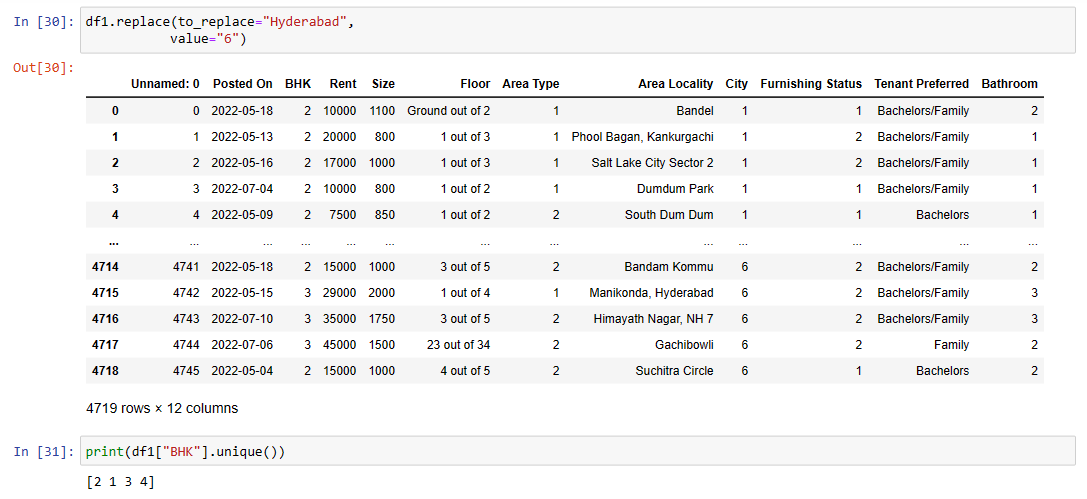 In [30]: df1.replace(to_replace="Hyderabad",
value="6")
Out[30]:
Unnamed: 0 Posted On BHK Rent Size Floor Area Type Area Locality City Furnishing Status Tenant Preferred Bathroom
0 0 2022-05-18 2 10000 1100 Ground out of 2 1 Bandel 1 1 Bachelors/Family 2
1 1 2022-05-13 2 20000 800 1 out of 3 1 Phool Bagan, Kankurgachi 1 2 Bachelors/Family 1
2 2 2022-05-16 2 17000 1000 1 out of 3 1 Salt Lake City Sector 2 1 2 Bachelors/Family 1
3 3 2022-07-04 2 10000 800 1 out of 2 1 Dumdum Park 1 1 Bachelors/Family 1
4 4 2022-05-09 2 7500 850 1 out of 2 2 South Dum Dum 1 1 Bachelors 1
... ... ... ... ... ... ... ... ... ... ... ... ...
4714 4741 2022-05-18 2 15000 1000 3 out of 5 2 Bandam Kommu 6 2 Bachelors/Family 2
4715 4742 2022-05-15 3 29000 2000 1 out of 4 1 Manikonda, Hyderabad 6 2 Bachelors/Family 3
4716 4743 2022-07-10 3 35000 1750 3 out of 5 2 Himayath Nagar, NH 7 6 2 Bachelors/Family 3
4717 4744 2022-07-06 3 45000 1500 23 out of 34 2 Gachibowli 6 2 Family 2
4718 4745 2022-05-04 2 15000 1000 4 out of 5 2 Suchitra Circle 6 1 Bachelors 2
4719 rows × 12 columns
In [31]: print(df1["BHK"].unique())
[2 1 3 4]